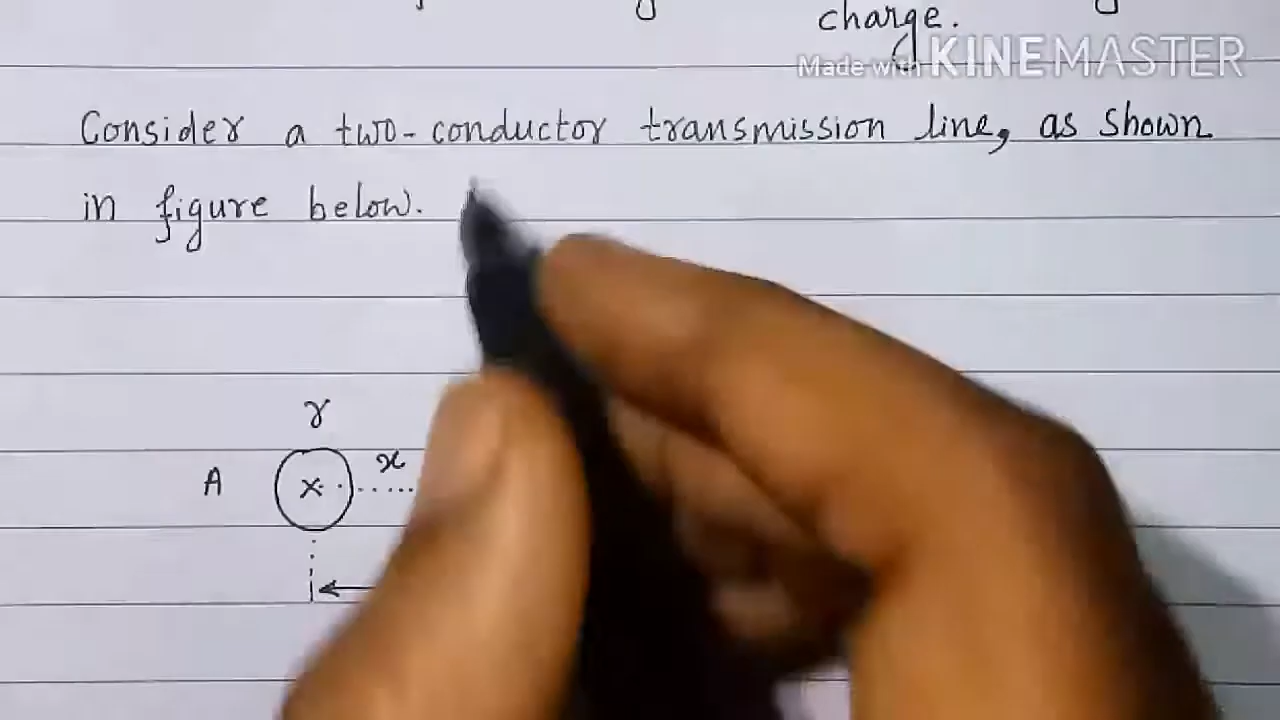 charge.
Made with KINEMASTER
Consider a two-conductor transmission line, as shown
in figure below.
r
A x x